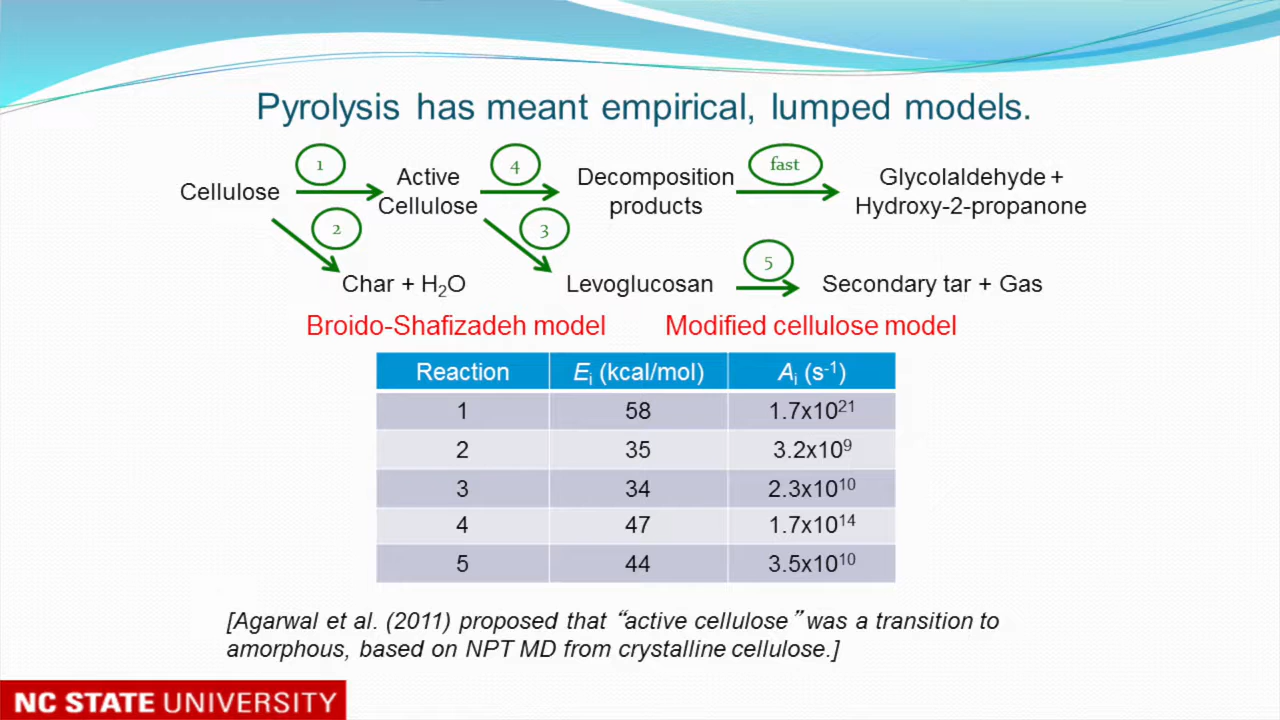 Pyrolysis has meant empirical, lumped models.
1
4
fast
Cellulose
Active
Cellulose
Decomposition
products
Glycolaldehyde +
Hydroxy-2-propanone
2
3
5
Char + H₂O
Levoglucosan
Secondary tar + Gas
Broido-Shafizadeh model
Modified cellulose model
Reaction Eᵢ (kcal/mol) Aᵢ (s⁻¹)
1 58 1.7x10²¹
2 35 3.2x10⁹
3 34 2.3x10¹⁰
4 47 1.7x10¹⁴
5 44 3.5x10¹⁰
[Agarwal et al. (2011) proposed that “active cellulose” was a transition to
amorphous, based on NPT MD from crystalline cellulose.]
NC STATE UNIVERSITY